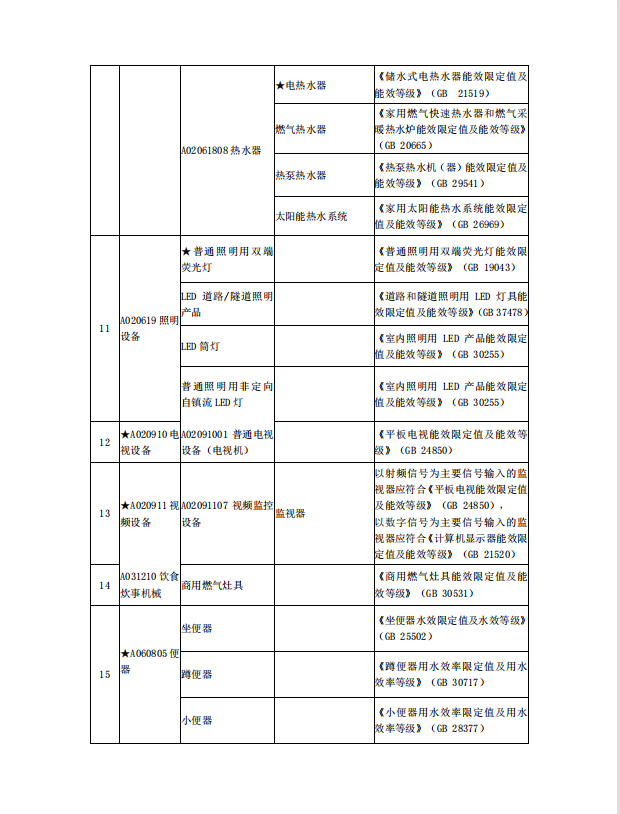 A02061808 热水器
★电热水器
《储水式电热水器能效限定值及
能效等级》（GB 21519）
燃气热水器
《家用燃气快速热水器和燃气采
暖热水炉能效限定值及能效等级》
（GB 20665）
热泵热水器
《热泵热水机（器）能效限定值及
能效等级》（GB 29541）
太阳能热水系统
《家用太阳能热水系统能效限定
值及能效等级》（GB 26969）
11
A020619 照明
设备
★普通照明用双端
荧光灯
《普通照明用双端荧光灯能效限
定值及能效等级》（GB 19043）
LED 道路/隧道照明
产品
《道路和隧道照明用 LED 灯具能
效限定值及能效等级》（GB 37478）
LED 筒灯
《室内照明用 LED 产品能效限定
值及能效等级》（GB 30255）
普通照明用非定向
自镇流 LED 灯
《室内照明用 LED 产品能效限定
值及能效等级》（GB 30255）
12
★A020910 电
视设备
A02091001 普通电视
设备（电视机）
《平板电视能效限定值及能效等
级》（GB 24850）
13
★A020911 视
频设备
A02091107 视频监控
设备
监视器
以射频信号为主要信号输入的监
视器应符合《平板电视能效限定值
及能效等级》（GB 24850），
以数字信号为主要信号输入的监
视器应符合《计算机显示器能效限
定值及能效等级》（GB 21520）
14
A031210 饮食
炊事机械
商用燃气灶具
《商用燃气灶具能效限定值及能
效等级》（GB 30531）
15
★A060805 便
器
坐便器
《坐便器水效限定值及水效等级》
（GB 25502）
蹲便器
《蹲便器用水效率限定值及用水
效率等级》（GB 30717）
小便器
《小便器用水效率限定值及用水
效率等级》（GB 28377）